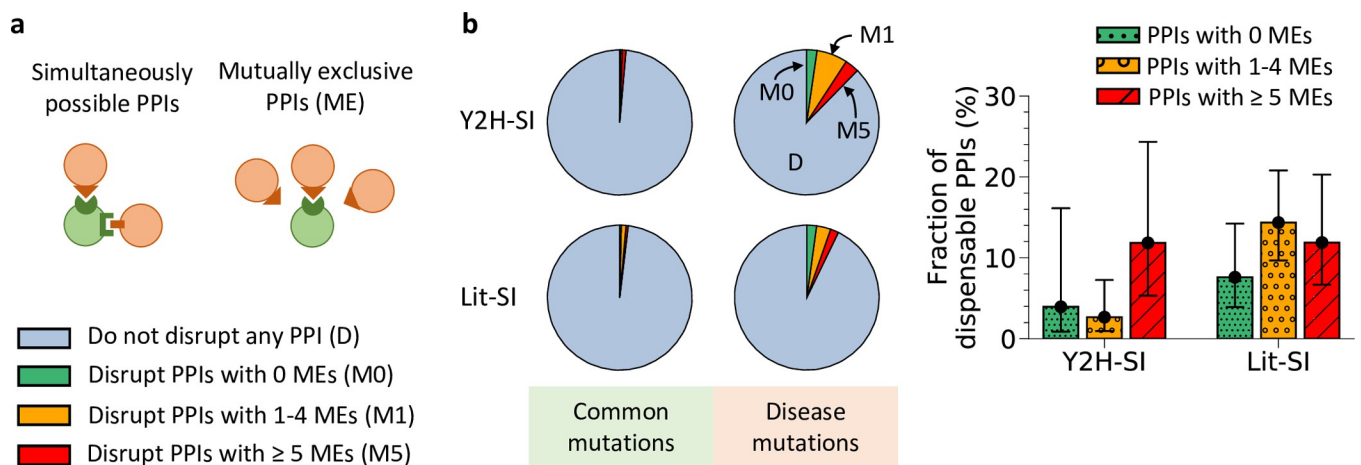 a
Simultaneously
possible PPIs
Mutually exclusive
PPIs (ME)
Do not disrupt any PPI (D)
Disrupt PPIs with 0 MEs (M0)
Disrupt PPIs with 1-4 MEs (M1)
Disrupt PPIs with ≥ 5 MEs (M5)
b
Y2H-SI
M1
M0
M5
D
Lit-SI
Common
mutations
Disease
mutations
PPIs with 0 MEs
PPIs with 1-4 MEs
PPIs with ≥ 5 MEs
Fraction of
dispensable PPIs (%)
30
20
10
0
Y2H-SI
Lit-SI